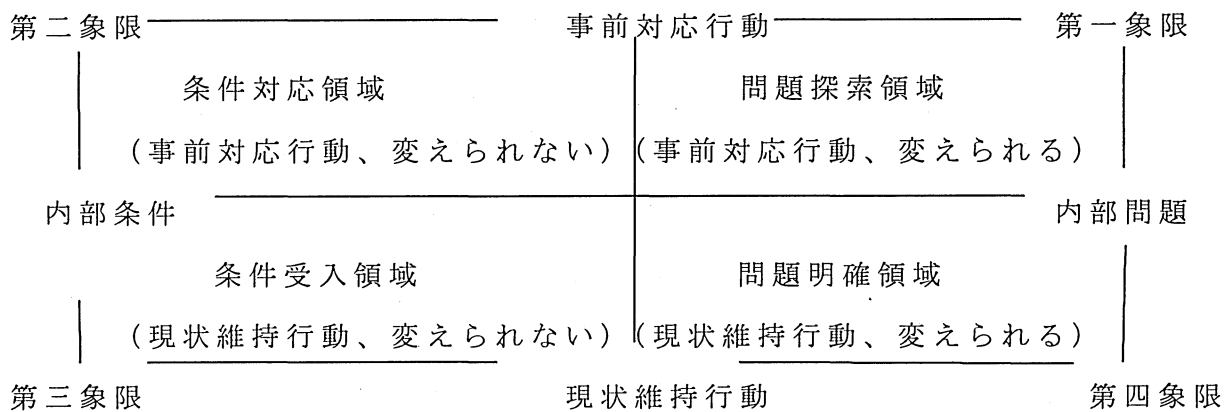 第二象限 事前対応行動 第一象限
条件対応領域 問題探索領域
(事前対応行動、変えられない) (事前対応行動、変えられる)
内部条件 内部問題
条件受入領域 問題明確領域
(現状維持行動、変えられない) (現状維持行動、変えられる)
第三象限 現状維持行動 第四象限